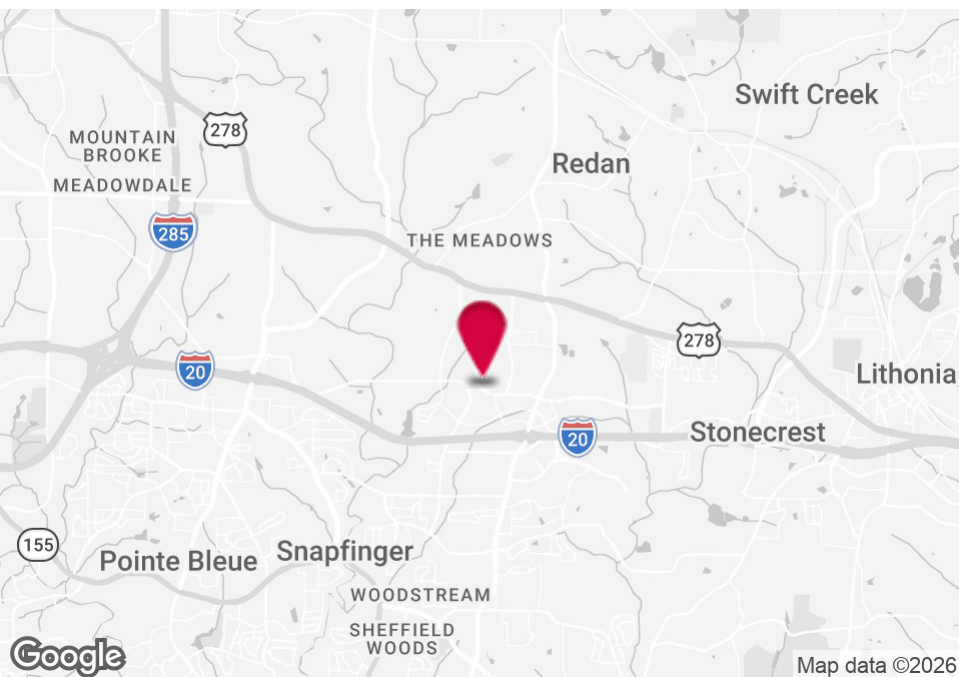 Swift Creek
278
MOUNTAIN
BROOKE
Redan
MEADOWDALE
285
THE MEADOWS
278
20
Lithonia
Stonecrest
20
155
Snapfinger
Pointe Bleue
WOODSTREAM
SHEFFIELD
WOODS
Google
Map data ©2026